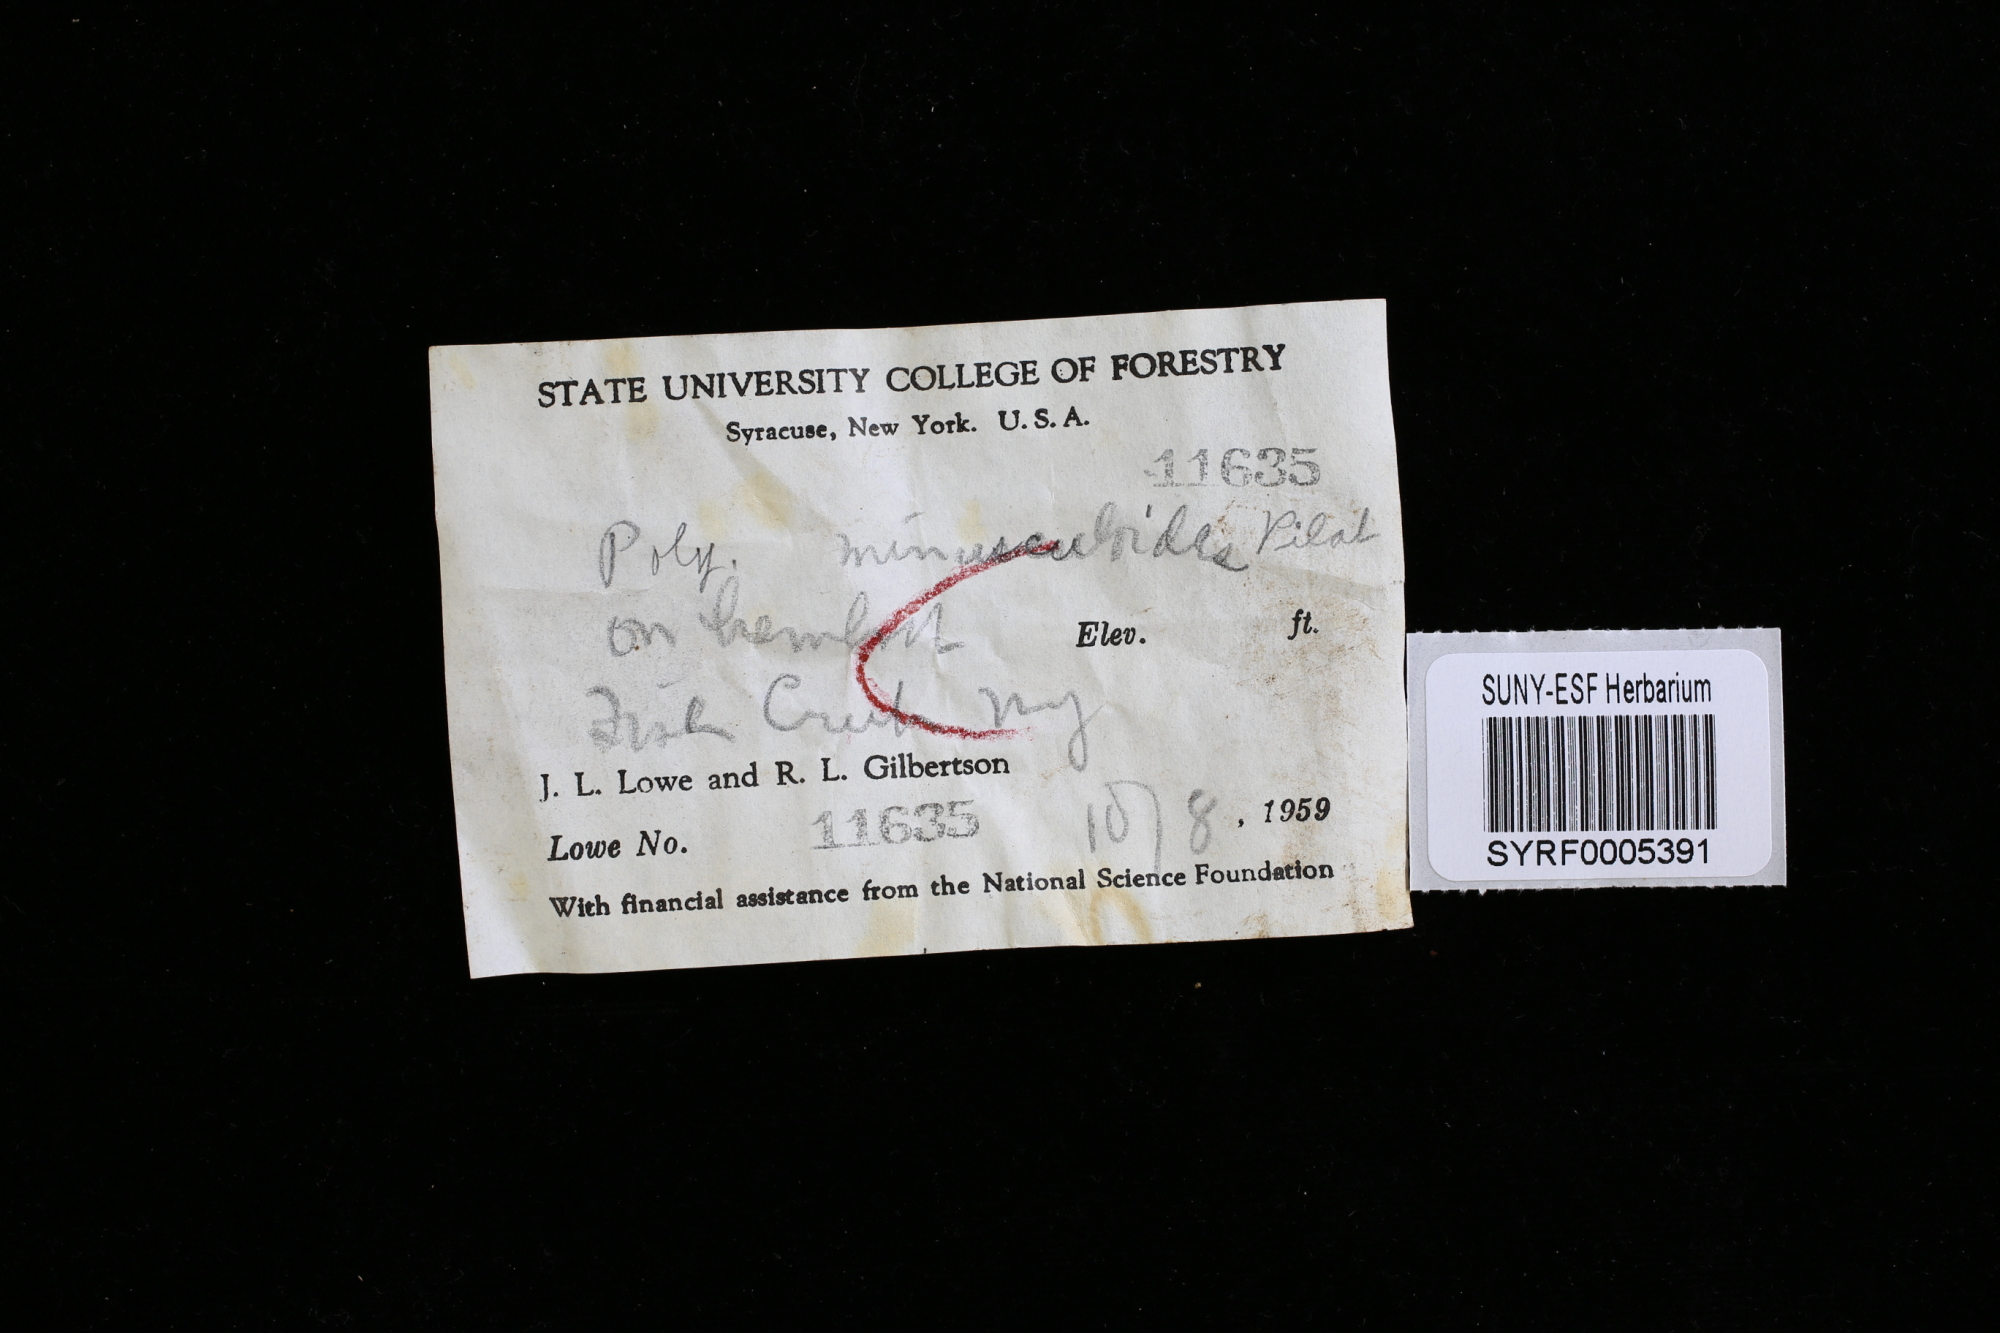 STATE UNIVERSITY COLLEGE OF FORESTRY
Syracuse, New York. U. S. A.
11635
Poly. minusculoides Pilat
on hemlock Elev. ft.
Fish Creek NY
J. L. Lowe and R. L. Gilbertson
Lowe No. 11635 10/8, 1959
With financial assistance from the National Science Foundation
SUNY-ESF Herbarium
SYRF0005391